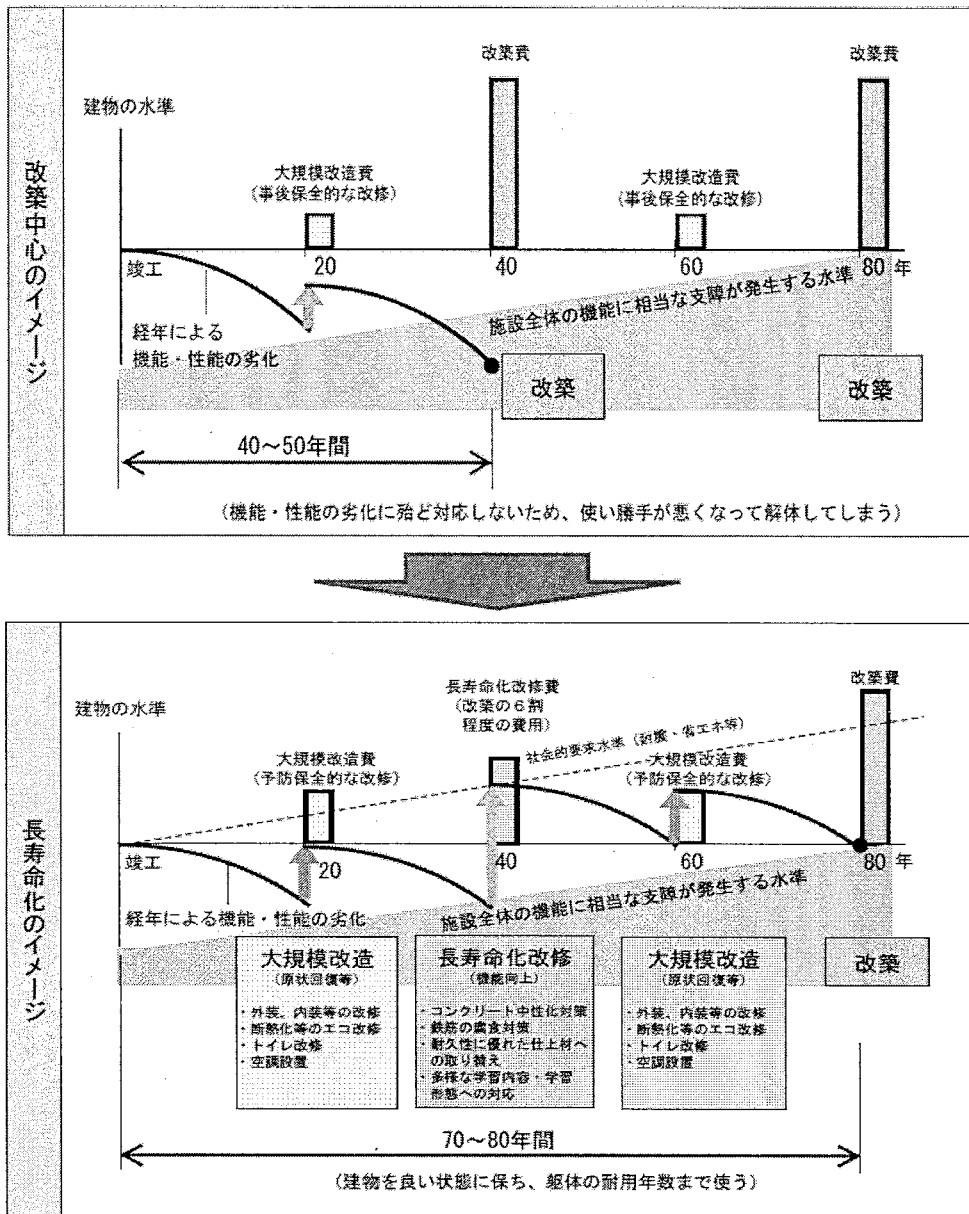 改築中心のイメージ
改築費
改築費
建物の水準
大規模改造費
(事後保全的な改修)
大規模改造費
(事後保全的な改修)
竣工
20
40
60
80 年
経年による
機能・性能の劣化
施設全体の機能に相当な支障が発生する水準
改築
改築
40～50年間
(機能・性能の劣化に殆ど対応しないため、使い勝手が悪くなって解体してしまう)
長寿命化のイメージ
建物の水準
長寿命化改修費
(改築の6割
程度の費用)
改築費
社会的要求水準(耐震・省エネ等)
大規模改造費
(予防保全的な改修)
大規模改造費
(予防保全的な改修)
竣工
20
40
60
80 年
経年による機能・性能の劣化
施設全体の機能に相当な支障が発生する水準
大規模改造
(原状回復等)
・外装、内装等の改修
・断熱化等のエコ改修
・トイレ改修
・空調設置
長寿命化改修
(機能向上)
・コンクリート中性化対策
・鉄筋の腐食対策
・耐久性に優れた仕上材へ
の取り替え
・多様な学習内容・学習
形態への対応
大規模改造
(原状回復等)
・外装、内装等の改修
・断熱化等のエコ改修
・トイレ改修
・空調設置
改築
70～80年間
(建物を良い状態に保ち、躯体の耐用年数まで使う)